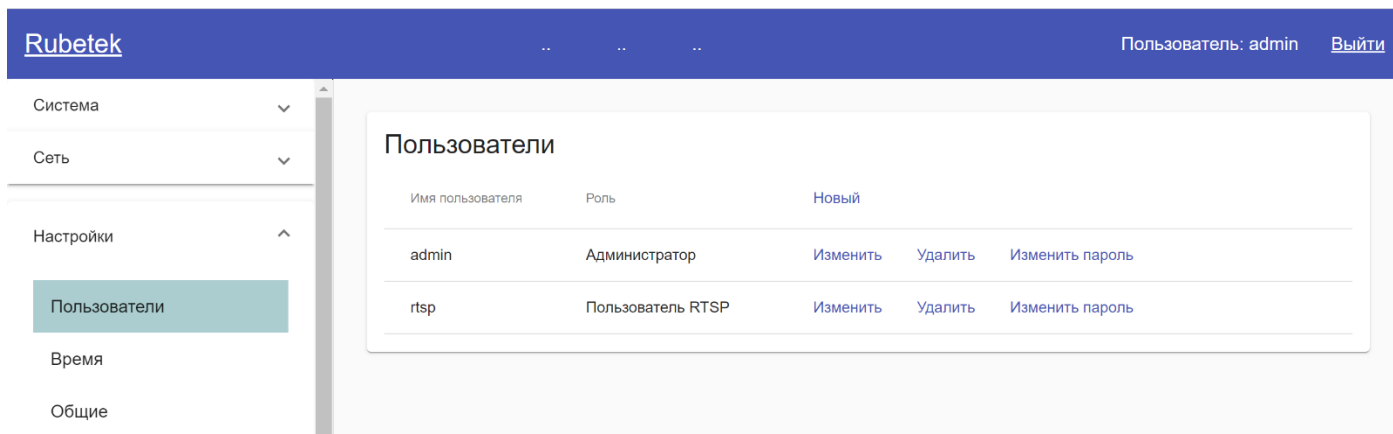 Rubetek .. .. .. Пользователь: admin Выйти
Система
Сеть
Настройки
Пользователи
Время
Общие
Пользователи
Имя пользователя Роль Новый
admin Администратор Изменить Удалить Изменить пароль
rtsp Пользователь RTSP Изменить Удалить Изменить пароль